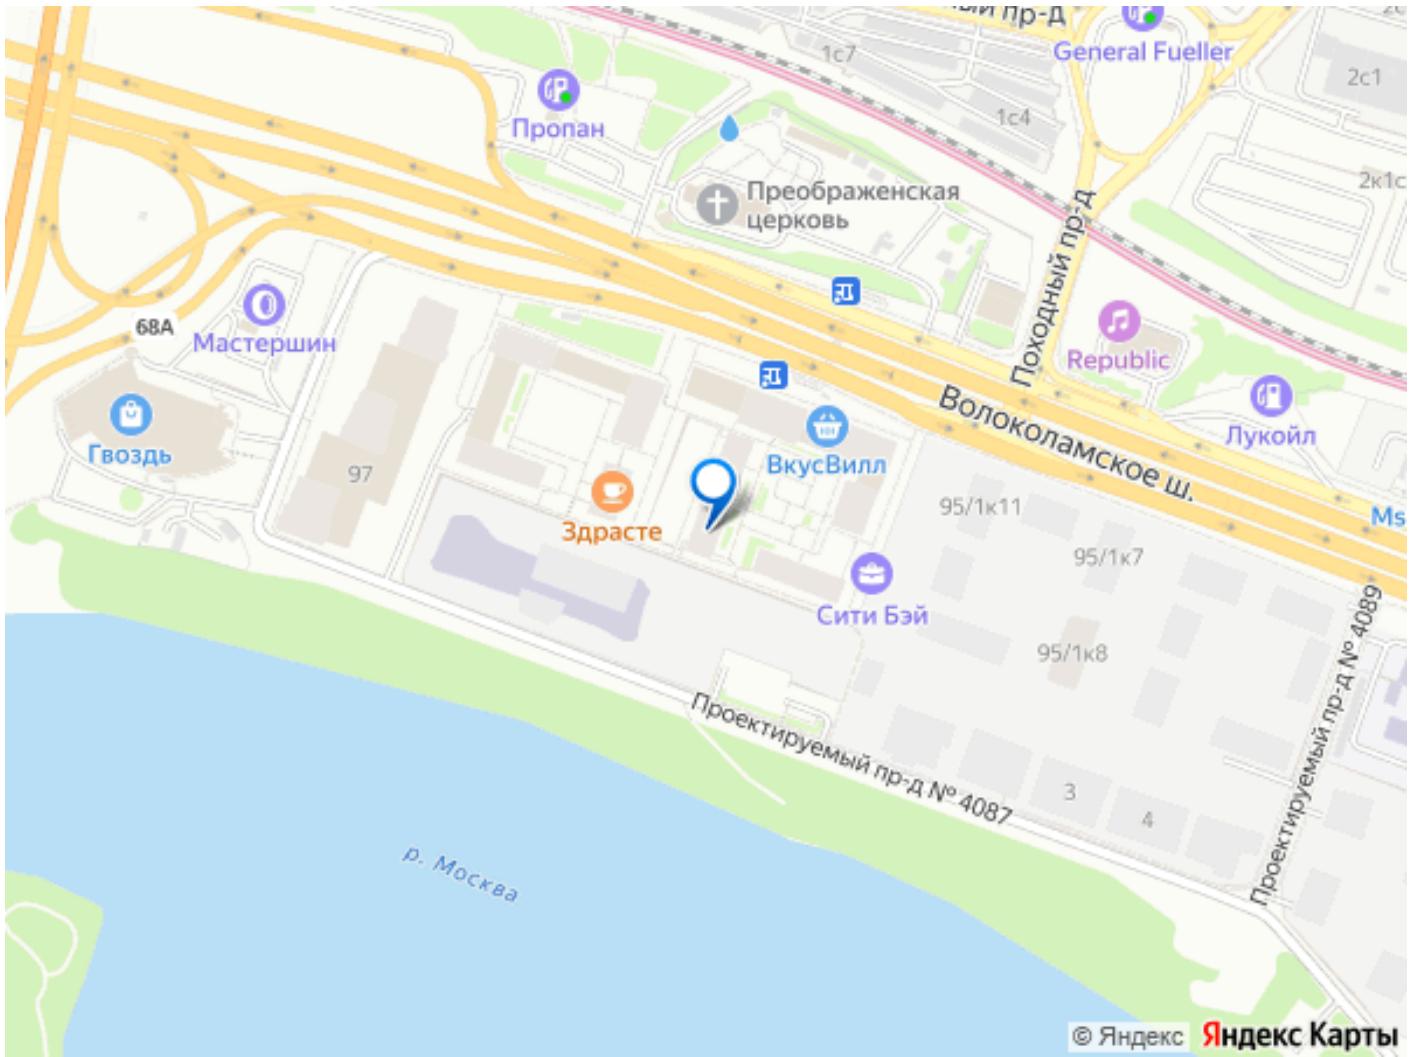 ный пр-д
General Fueller
1с7
2с1
1с4
Пропан
2к1с
Преображенская
церковь
Походный пр-д
68А
Мастершин
Republic
Гвоздь
97
Волоколамское ш.
Лукойл
ВкусВилл
Здрасте
95/1к11
Ms
95/1к7
Сити Бэй
95/1к8
Проектируемый пр-д № 4089
Проектируемый пр-д № 4087
3
4
р. Москва
© Яндекс
Яндекс Карты